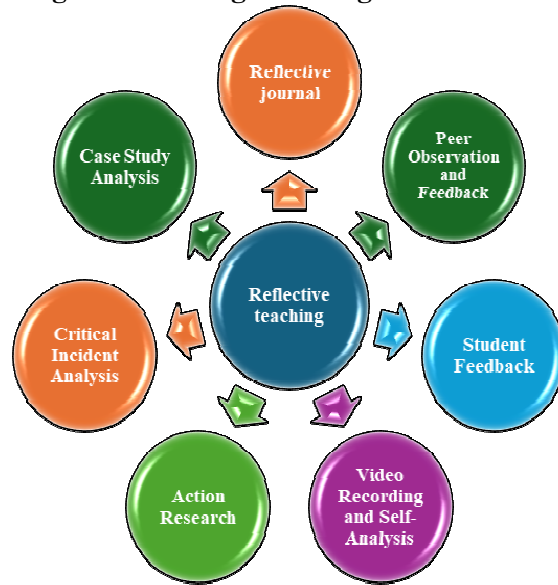 Reflective
journal
Peer
Observation
and
Feedback
Student
Feedback
Video
Recording
and Self-
Analysis
Action
Research
Critical
Incident
Analysis
Case Study
Analysis
Reflective
teaching